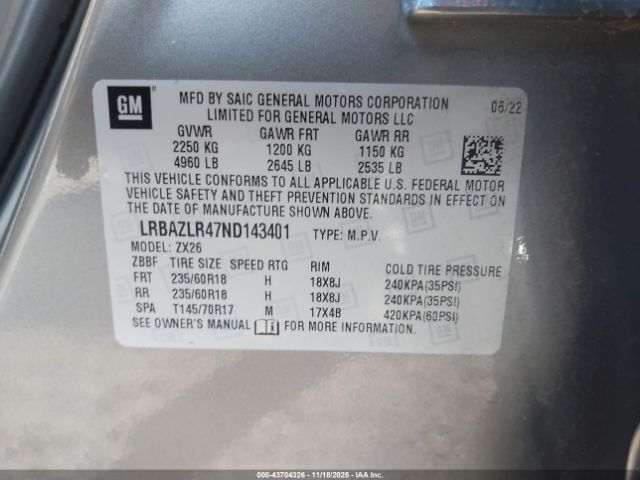 GM
MFD BY SAIC GENERAL MOTORS CORPORATION 06/22
LIMITED FOR GENERAL MOTORS LLC
GVWR GAWR FRT GAWR RR
2250 KG 1200 KG 1150 KG
4960 LB 2645 LB 2535 LB
THIS VEHICLE CONFORMS TO ALL APPLICABLE U.S. FEDERAL MOTOR
VEHICLE SAFETY AND THEFT PREVENTION STANDARDS IN EFFECT ON
THE DATE OF MANUFACTURE SHOWN ABOVE.
LRBAZLR47ND143401 TYPE: M.P.V.
MODEL: ZX26
ZBBF TIRE SIZE SPEED RTG RIM COLD TIRE PRESSURE
FRT 235/60R18 H 18X8J 240KPA(35PSI)
RR 235/60R18 H 18X8J 240KPA(35PSI)
SPA T145/70R17 M 17X4B 420KPA(60PSI)
SEE OWNER'S MANUAL FOR MORE INFORMATION.
000-43704326 - 11/18/2025 - IAAI.COM